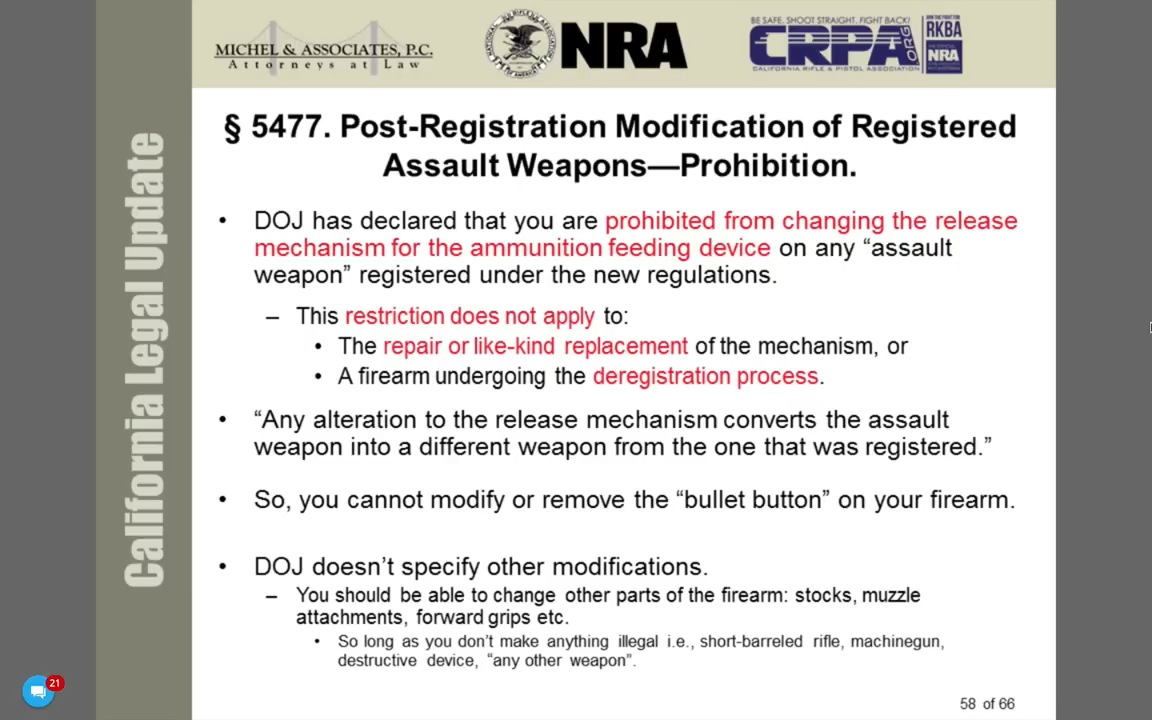 MICHEL & ASSOCIATES, P.C.
Attorneys at Law
NRA
BE SAFE. SHOOT STRAIGHT. FIGHT BACK!
CRPA.ORG
CALIFORNIA RIFLE & PISTOL ASSOCIATION
RKBA
NRA
California Legal Update
§ 5477. Post-Registration Modification of Registered
Assault Weapons—Prohibition.
• DOJ has declared that you are prohibited from changing the release
mechanism for the ammunition feeding device on any “assault
weapon” registered under the new regulations.
– This restriction does not apply to:
• The repair or like-kind replacement of the mechanism, or
• A firearm undergoing the deregistration process.
• “Any alteration to the release mechanism converts the assault
weapon into a different weapon from the one that was registered.”
• So, you cannot modify or remove the “bullet button” on your firearm.
• DOJ doesn’t specify other modifications.
– You should be able to change other parts of the firearm: stocks, muzzle
attachments, forward grips etc.
• So long as you don’t make anything illegal i.e., short-barreled rifle, machinegun,
destructive device, “any other weapon”.
58 of 66
21